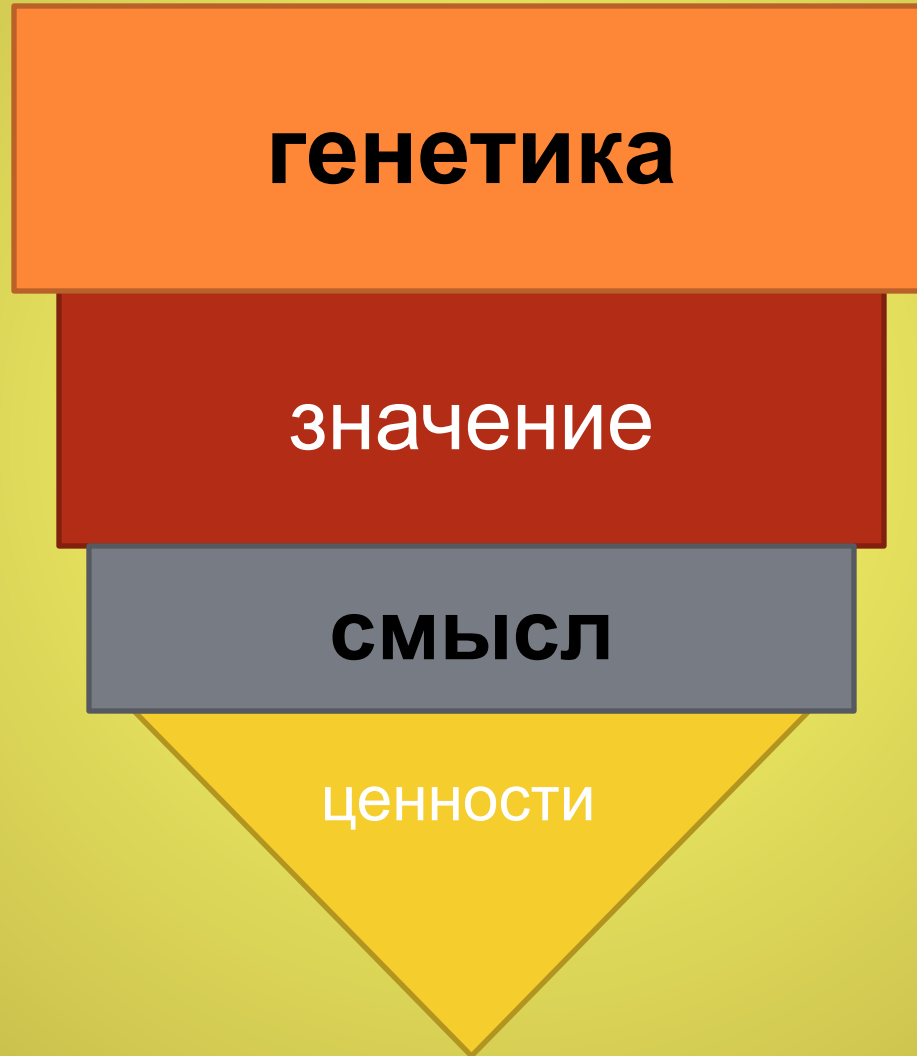 генетика
значение
смысл
ценности